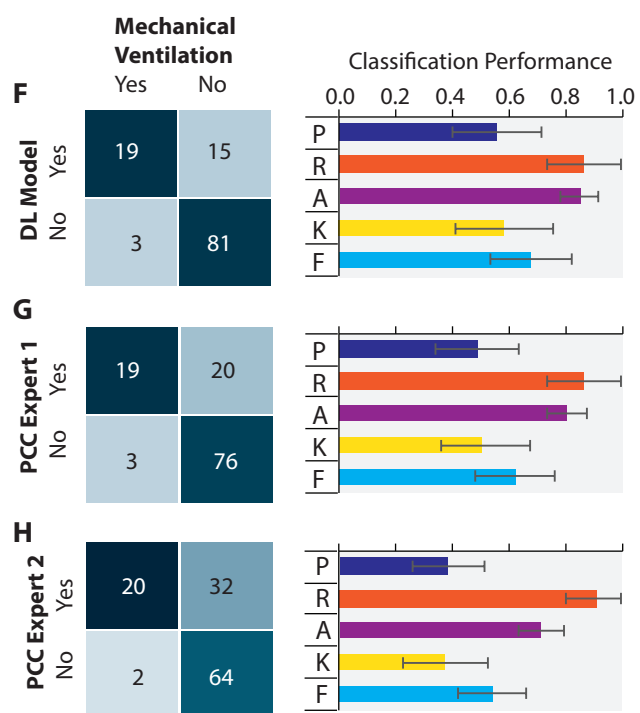 Mechanical
Ventilation
Yes No
Classification Performance
0.0 0.2 0.4 0.6 0.8 1.0
F
DL Model
Yes
No
19 15
3 81
P
R
A
K
F
G
PCC Expert 1
Yes
No
19 20
3 76
P
R
A
K
F
H
PCC Expert 2
Yes
No
20 32
2 64
P
R
A
K
F